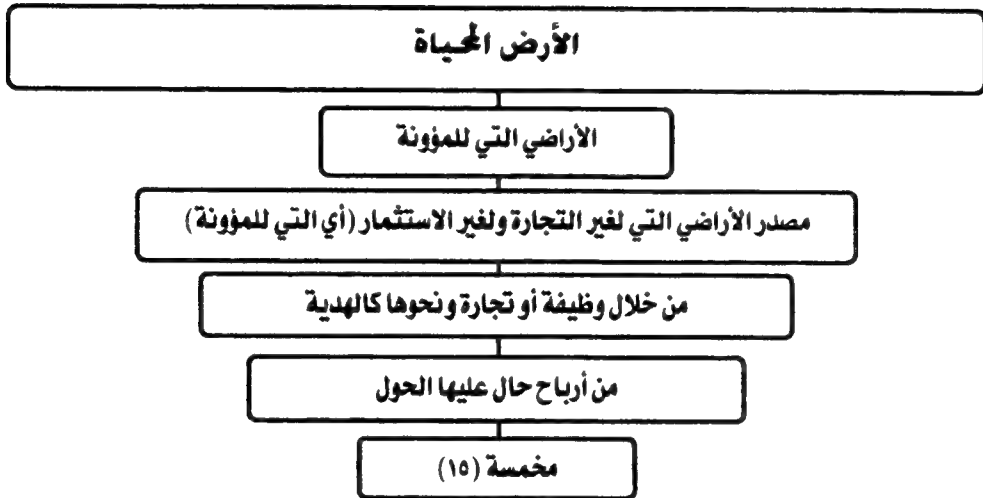 الأرض المحياة
الأراضي التي للمؤونة
مصدر الأراضي التي لغير التجارة ولغير الاستثمار (أي التي للمؤونة)
من خلال وظيفة أو تجارة ونحوها كالهدية
من أرباح حال عليها الحول
مخمسة (١٥)